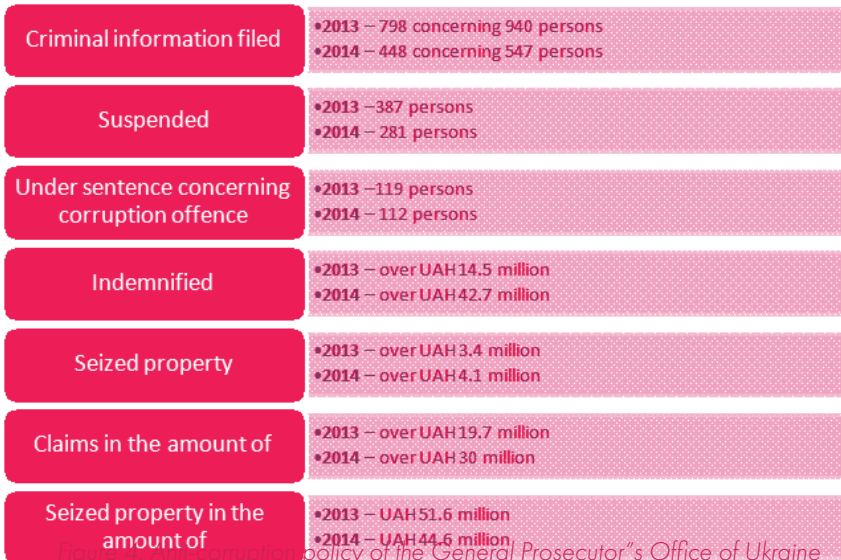 Criminal information filed
•2013 – 798 concerning 940 persons
•2014 – 448 concerning 547 persons
Suspended
•2013 –387 persons
•2014 – 281 persons
Under sentence concerning
corruption offence
•2013 –119 persons
•2014 – 112 persons
Indemnified
•2013 – over UAH 14.5 million
•2014 – over UAH 42.7 million
Seized property
•2013 – over UAH 3.4 million
•2014 – over UAH 4.1 million
Claims in the amount of
•2013 – over UAH 19.7 million
•2014 – over UAH 30 million
Seized property in the
amount of
•2013 – UAH 51.6 million
•2014 – UAH 44.6 million
Figure 4. Anti-corruption policy of the General Prosecutor"s Office of Ukraine